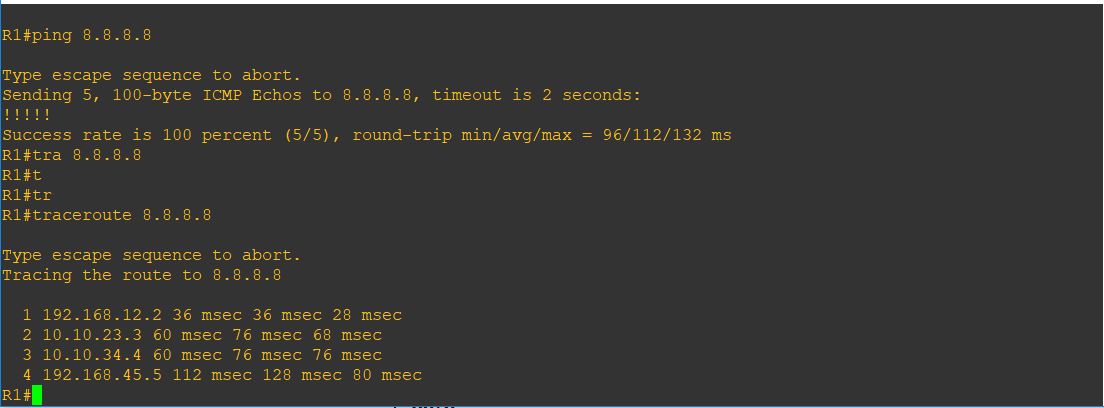 R1#ping 8.8.8.8
Type escape sequence to abort.
Sending 5, 100-byte ICMP Echos to 8.8.8.8, timeout is 2 seconds:
!!!!!
Success rate is 100 percent (5/5), round-trip min/avg/max = 96/112/132 ms
R1#tra 8.8.8.8
R1#t
R1#tr
R1#traceroute 8.8.8.8
Type escape sequence to abort.
Tracing the route to 8.8.8.8
1 192.168.12.2 36 msec 36 msec 28 msec
2 10.10.23.3 60 msec 76 msec 68 msec
3 10.10.34.4 60 msec 76 msec 76 msec
4 192.168.45.5 112 msec 128 msec 80 msec
R1#